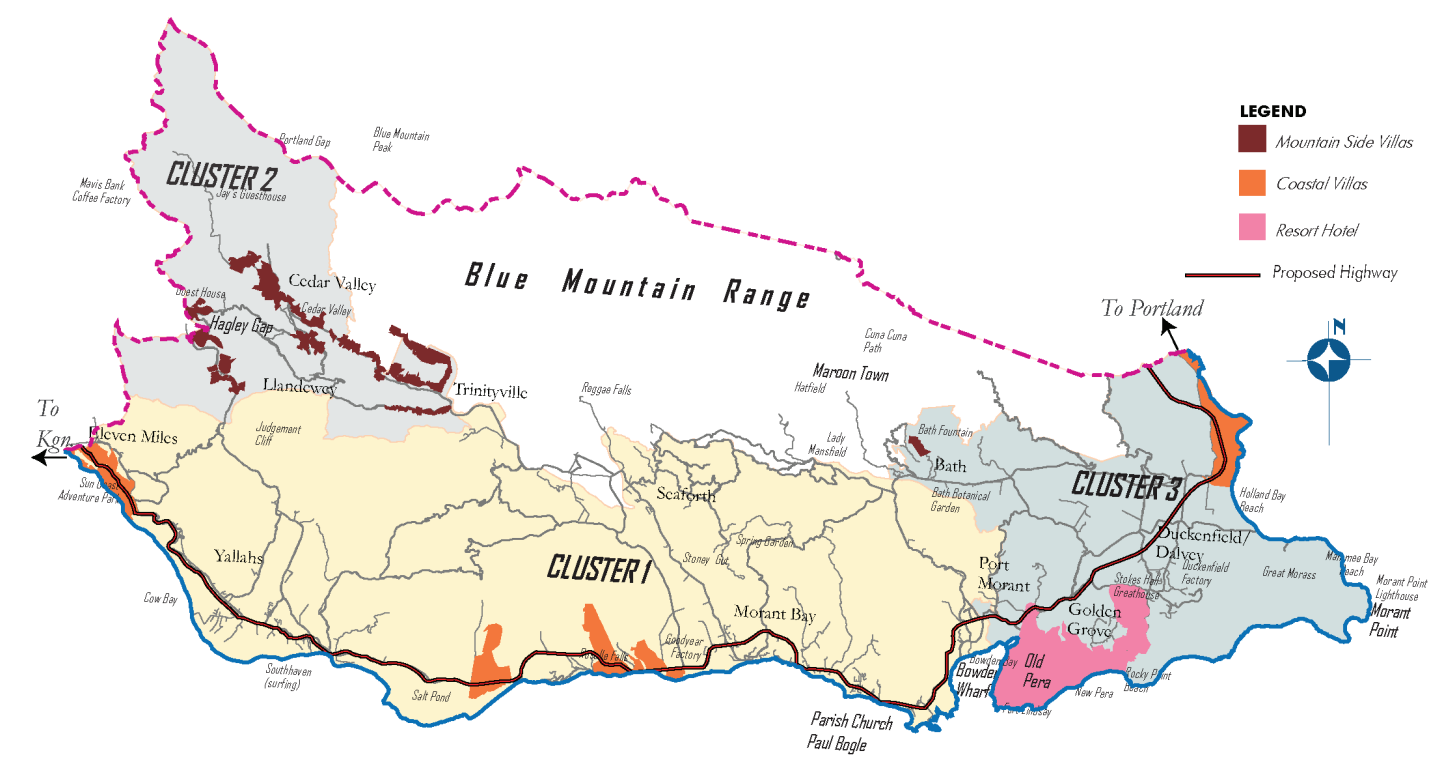 LEGEND
Mountain Side Villas
Coastal Villas
Resort Hotel
Proposed Highway
N
To Portland
Portland Gap
Blue Mountain
Peak
CLUSTER 2
Jay's Guesthouse
Mavis Bank
Coffee Factory
Cedar Valley
Cedar Valley
Guest House
Hagley Gap
Blue Mountain Range
Cuna Cuna
Path
Maroon Town
Hatfield
Llandewey
Trinityville
Reggae Falls
To
Kgn.
Eleven Miles
Judgement
Cliff
Lady
Mansfield
Bath Fountain
Bath
Bath Botanical
Garden
CLUSTER 3
Holland Bay
Beach
Sun Coast
Adventure Park
Seaforth
Spring Garden
Stoney Gut
Duckenfield/
Dalvey
Duckenfield
Factory
Great Morass
Mammee Bay
Beach
Morant Point
Lighthouse
Morant
Point
Yallahs
CLUSTER 1
Port
Morant
Stokes Hall
Greathouse
Golden
Grove
Cow Bay
Morant Bay
Goodyear
Factory
Southhaven
(surfing)
Salt Pond
Bowden Bay
Bowden
Wharf
Old
Pera
Rocky Point
Beach
New Pera
Fort Lindsay
Parish Church
Paul Bogle